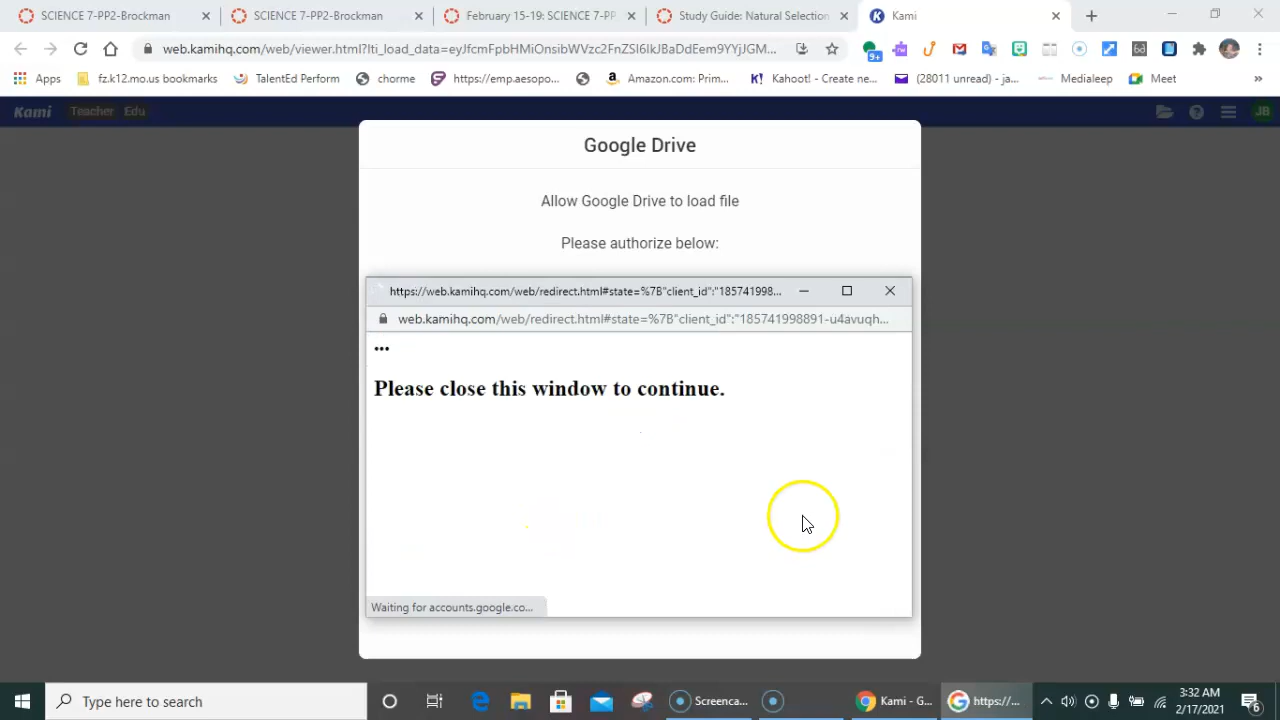 SCIENCE 7-PP2-Brockman
SCIENCE 7-PP2-Brockman
February 15-19: SCIENCE 7-PP
Study Guide: Natural Selection
Kami
web.kamihq.com/web/viewer.html?lti_load_data=eyJfcmFpbHMiOnsibWVzc2FnZSI6IkJBaDdEem9YYjJGM...
9+
Apps
fz.k12.mo.us bookmarks
TalentEd Perform
chorme
https://emp.aesopo...
Amazon.com: Prim...
Kahoot! - Create ne...
(28011 unread) - ja...
Medialeep
Meet
»
Kami Teacher Edu
JB
Google Drive
Allow Google Drive to load file
Please authorize below:
https://web.kamihq.com/web/redirect.html#state=%7B"client_id":"185741998...
web.kamihq.com/web/redirect.html#state=%7B"client_id":"185741998891-u4avuqh...
...
Please close this window to continue.
Waiting for accounts.google.co...
Type here to search
Screenca...
Kami - G...
https://...
3:32 AM
2/17/2021
6